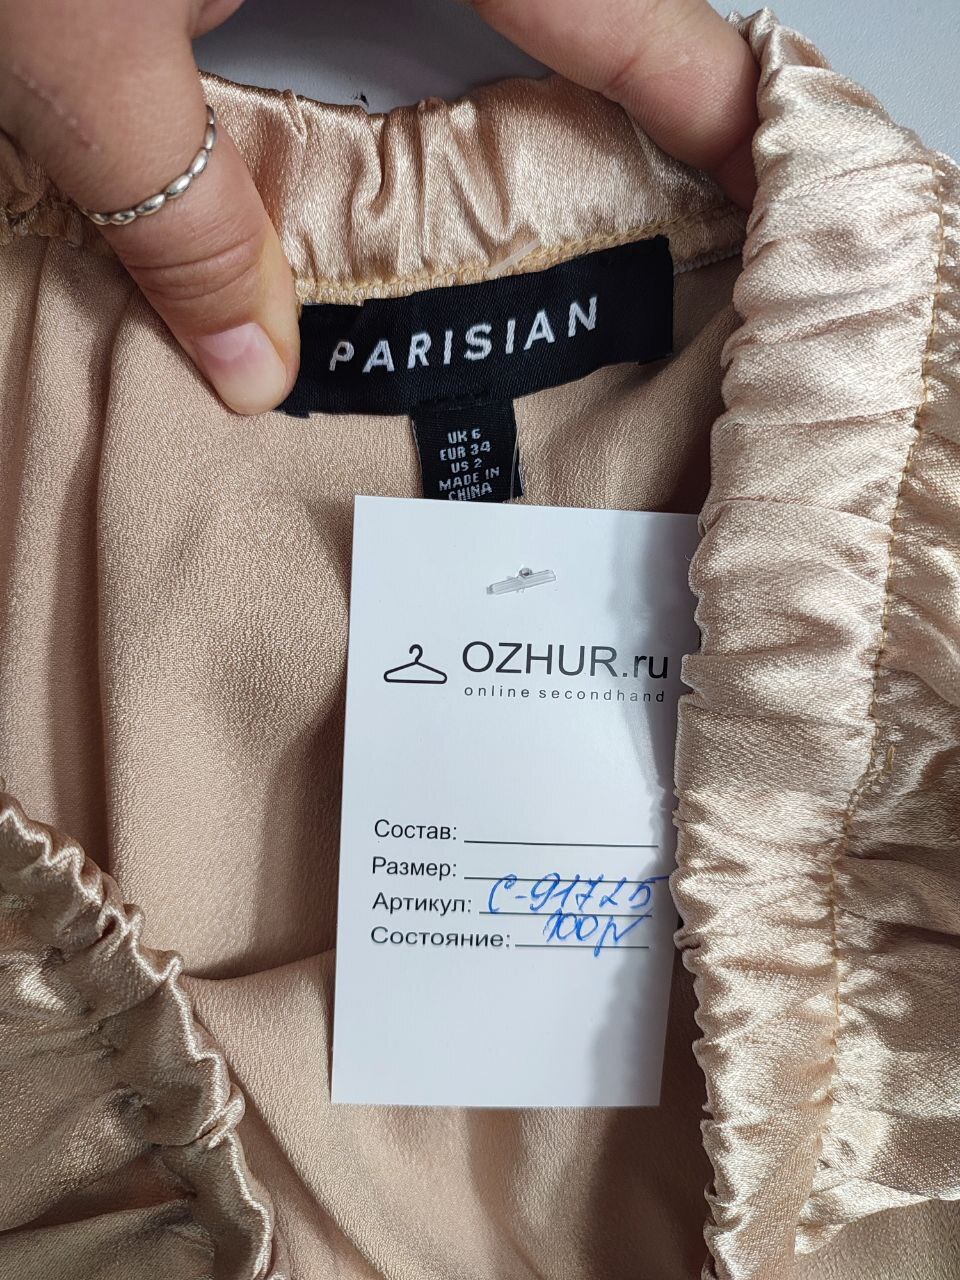 PARISIAN
UK 6
EUR 34
US 2
MADE IN
CHINA
OZHUR.ru
online secondhand
Состав:
Размер:
Артикул: С-91725
Состояние: 100р